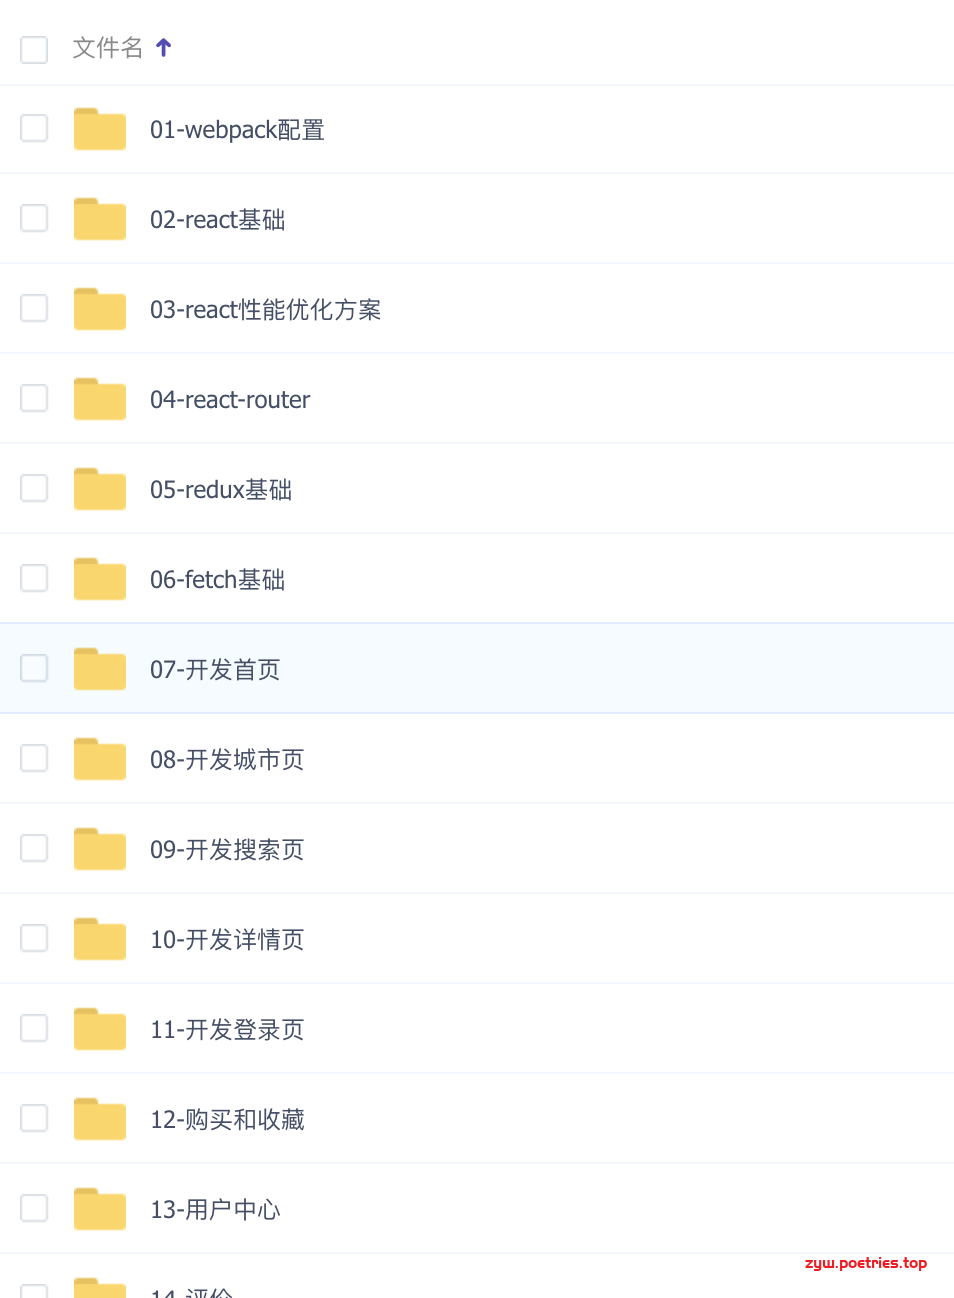 文件名
01-webpack配置
02-react基础
03-react性能优化方案
04-react-router
05-redux基础
06-fetch基础
07-开发首页
08-开发城市页
09-开发搜索页
10-开发详情页
11-开发登录页
12-购买和收藏
13-用户中心
zyw.poetries.top
14-评价